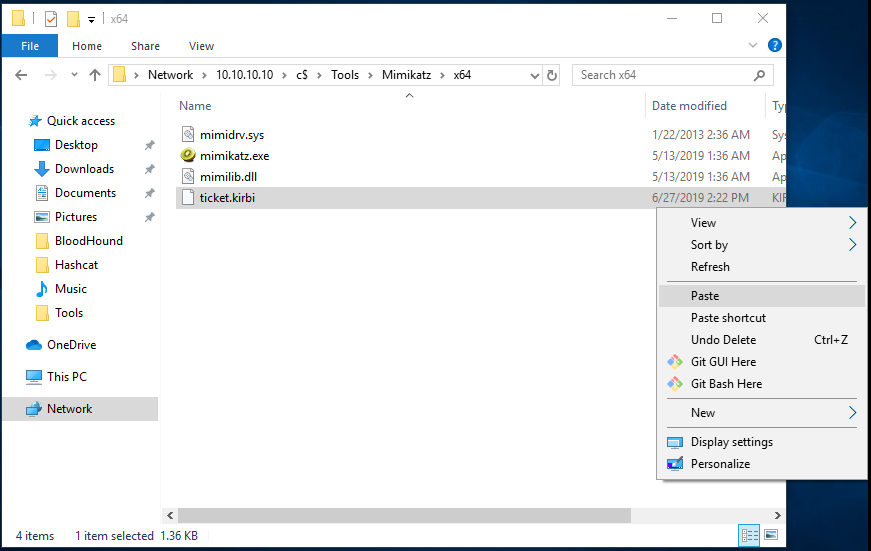 x64
File Home Share View
Network > 10.10.10.10 > c$ > Tools > Mimikatz > x64
Search x64
Name Date modified Ty
Quick access
Desktop
Downloads
Documents
Pictures
BloodHound
Hashcat
Music
Tools
OneDrive
This PC
Network
mimidrv.sys 1/22/2013 2:36 AM Sys
mimikatz.exe 5/13/2019 1:36 AM Ap
mimilib.dll 5/13/2019 1:36 AM Ap
ticket.kirbi 6/27/2019 2:22 PM KIR
View
Sort by
Refresh
Paste
Paste shortcut
Undo Delete Ctrl+Z
Git GUI Here
Git Bash Here
New
Display settings
Personalize
4 items 1 item selected 1.36 KB